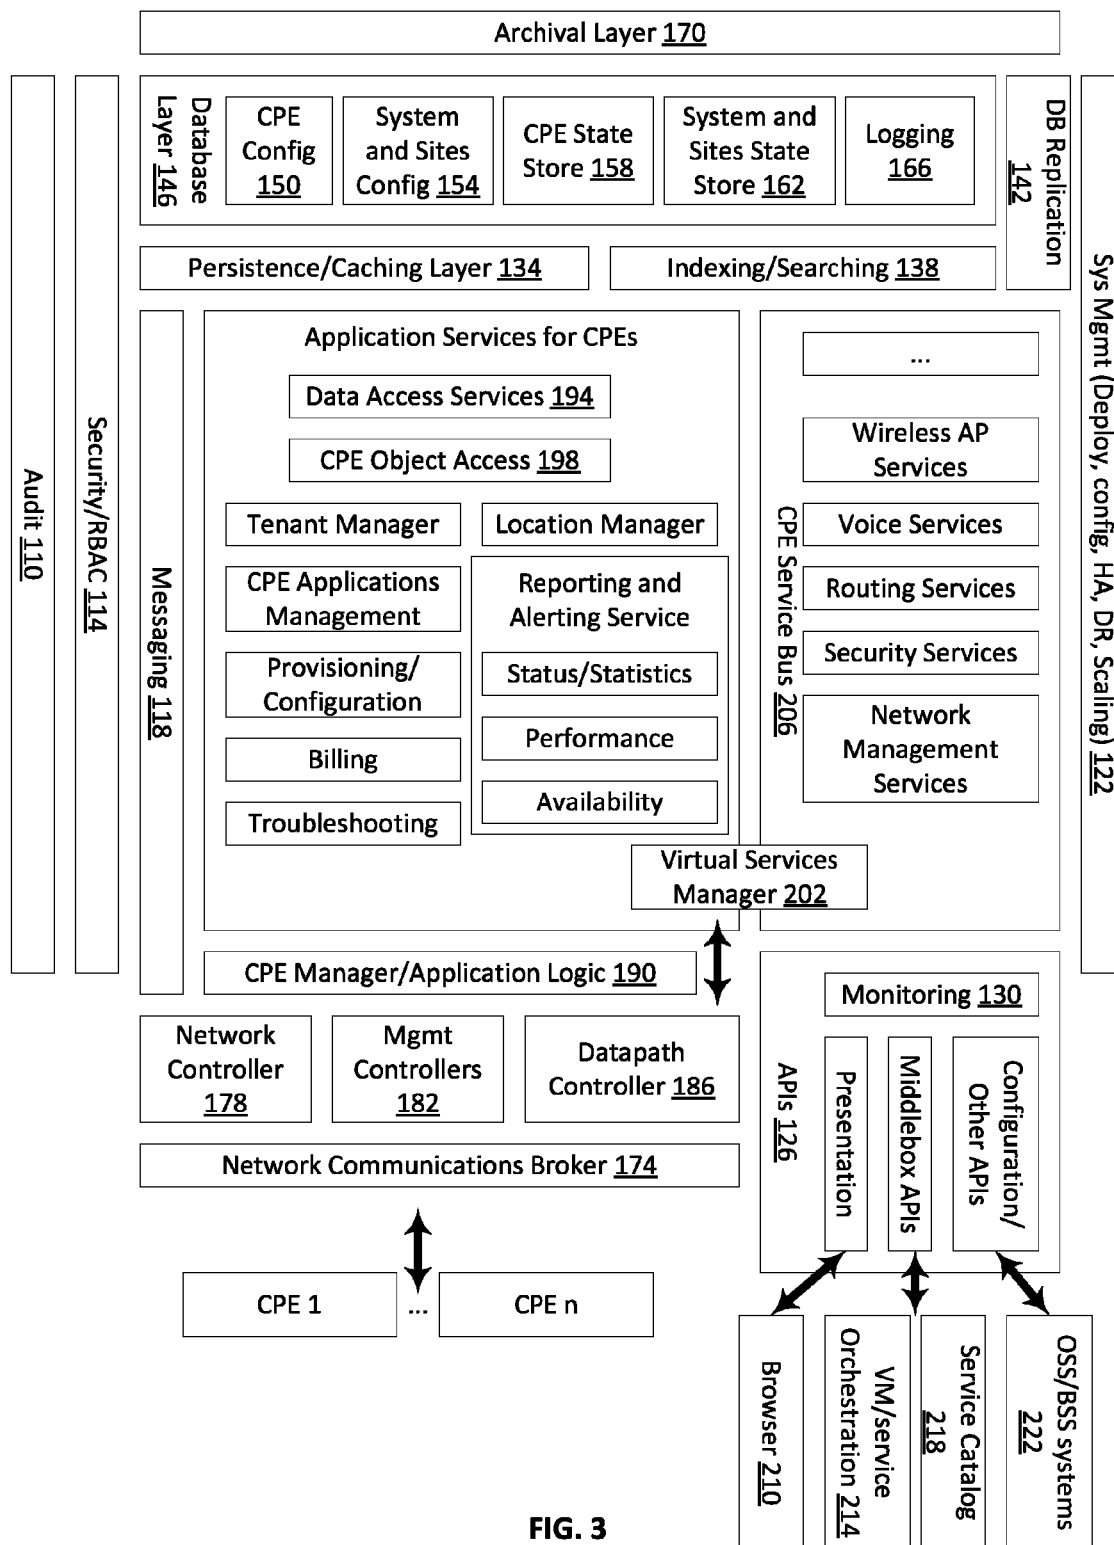 Archival Layer 170
Audit 110
Security/RBAC 114
Database
Layer 146
CPE
Config
150
System
and Sites
Config 154
CPE State
Store 158
System and
Sites State
Store 162
Logging
166
DB Replication
142
Sys Mgmt (Deploy, config, HA, DR, Scaling) 122
Persistence/Caching Layer 134
Indexing/Searching 138
Messaging 118
Application Services for CPEs
Data Access Services 194
CPE Object Access 198
Tenant Manager
Location Manager
CPE Applications
Management
Provisioning/
Configuration
Billing
Troubleshooting
Reporting and
Alerting Service
Status/Statistics
Performance
Availability
CPE Service Bus 206
...
Wireless AP
Services
Voice Services
Routing Services
Security Services
Network
Management
Services
Virtual Services
Manager 202
CPE Manager/Application Logic 190
Network
Controller
178
Mgmt
Controllers
182
Datapath
Controller 186
Network Communications Broker 174
CPE 1
...
CPE n
APIs 126
Monitoring 130
Presentation
Middlebox APIs
Configuration/
Other APIs
Browser 210
VM/service
Orchestration 214
Service Catalog
218
OSS/BSS systems
222
FIG. 3